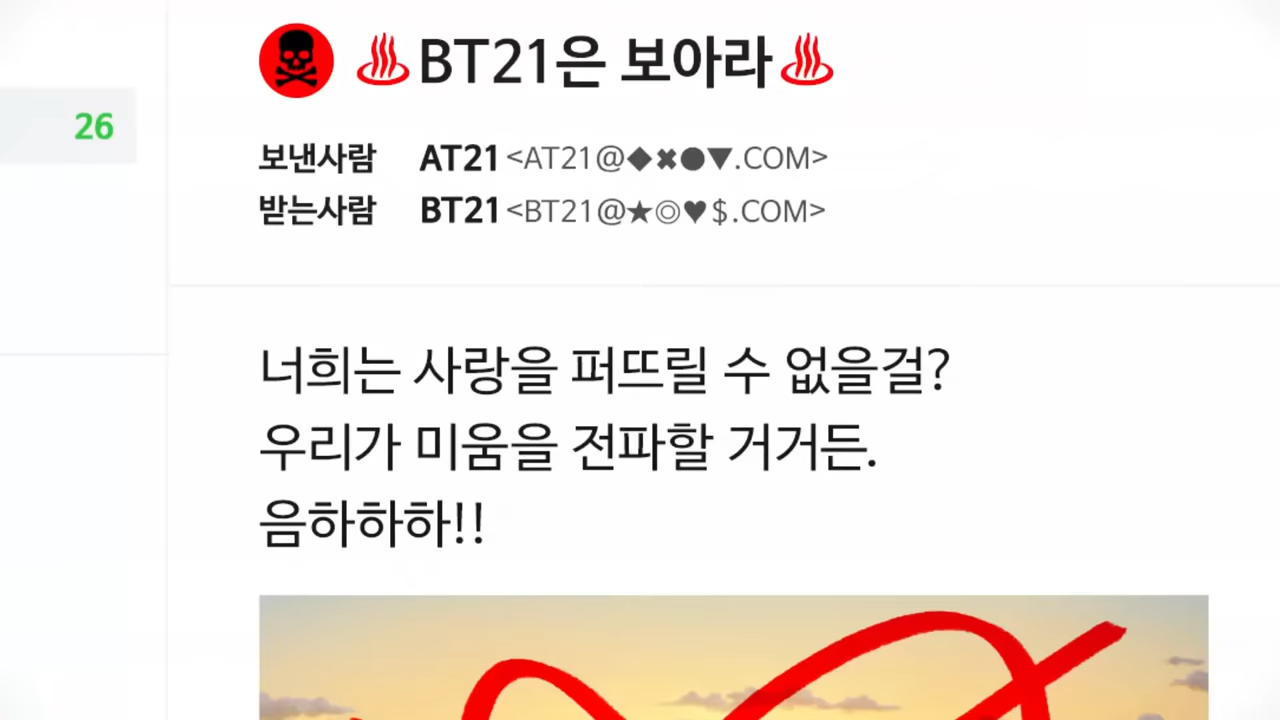 ♨BT21은 보아라♨
26
보낸사람 AT21 <AT21@◆✖●▼.COM>
받는사람 BT21 <BT21@★◎♥$.COM>
너희는 사랑을 퍼뜨릴 수 없을걸?
우리가 미움을 전파할 거거든.
음하하하!!